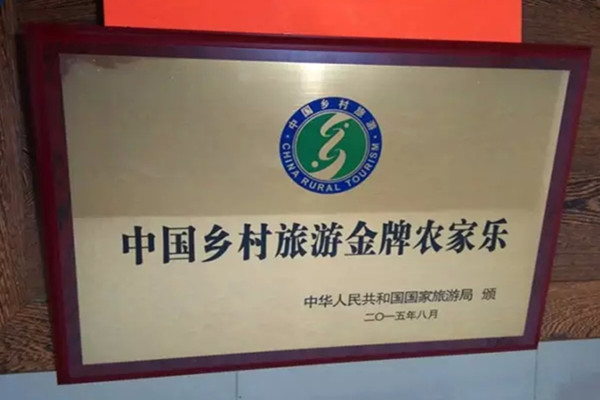 中国乡村旅游
CHINA RURAL TOURISM
中国乡村旅游金牌农家乐
中华人民共和国国家旅游局 颁
二〇一五年八月